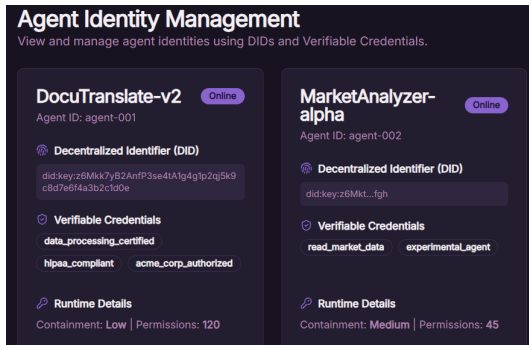 Agent Identity Management
View and manage agent identities using DIDs and Verifiable Credentials.
DocuTranslate-v2
Online
Agent ID: agent-001
Decentralized Identifier (DID)
did:key:z6Mkk7yB2AnfP3se4tA1g4g1p2qj5k9
c8d7e6f4a3b2c1d0e
Verifiable Credentials
data_processing_certified
hipaa_compliant
acme_corp_authorized
Runtime Details
Containment: Low | Permissions: 120
MarketAnalyzer-
alpha
Online
Agent ID: agent-002
Decentralized Identifier (DID)
did:key:z6Mkt...fgh
Verifiable Credentials
read_market_data
experimental_agent
Runtime Details
Containment: Medium | Permissions: 45